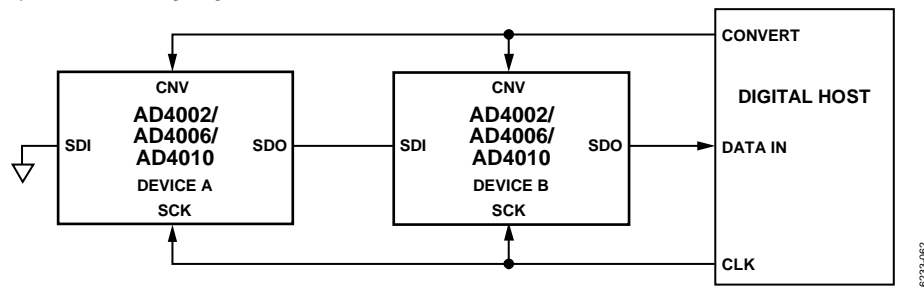 CONVERT
CNV
CNV
DIGITAL HOST
AD4002/
AD4006/
AD4010
AD4002/
AD4006/
AD4010
SDI
SDO
SDI
SDO
DATA IN
DEVICE A
DEVICE B
SCK
SCK
CLK